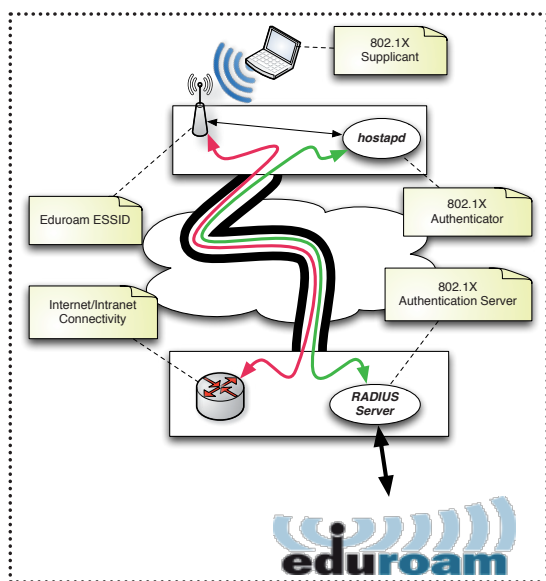 802.1X
Supplicant
hostapd
Eduroam ESSID
802.1X
Authenticator
Internet/Intranet
Connectivity
802.1X
Authentication Server
RADIUS
Server
eduroam